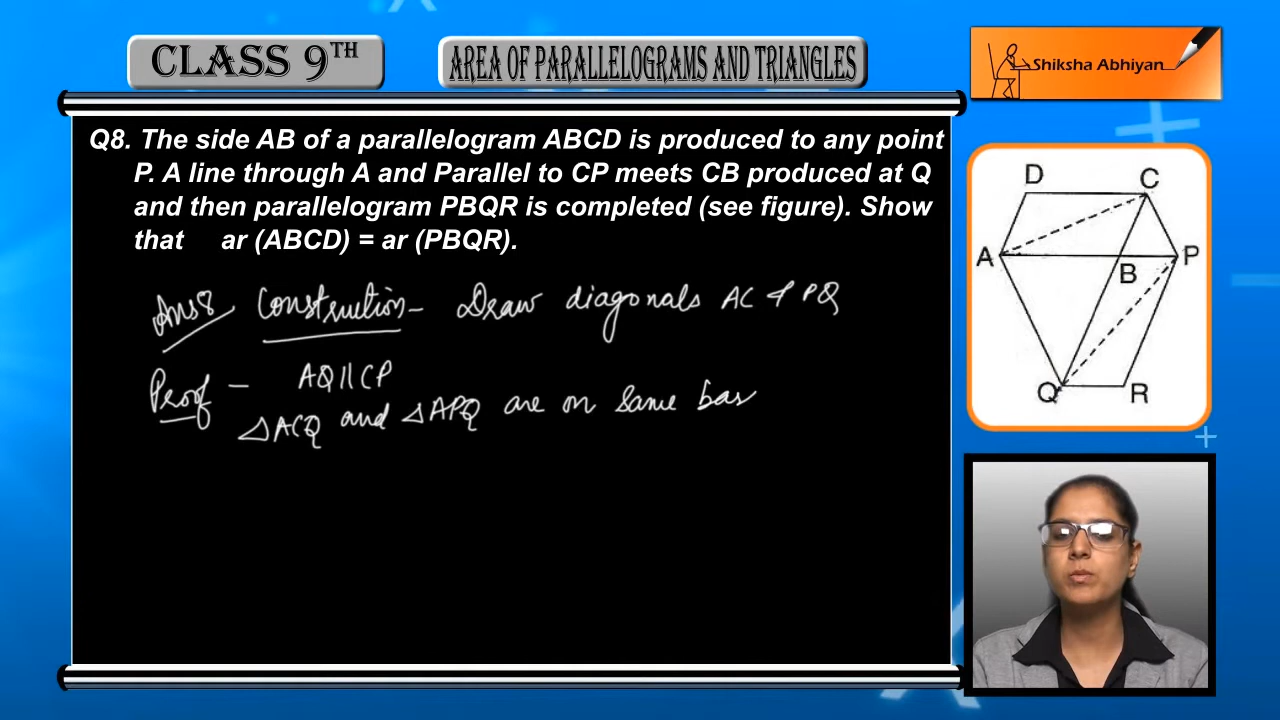 CLASS 9TH
AREA OF PARALLELOGRAMS AND TRIANGLES
Shiksha Abhiyan
Q8. The side AB of a parallelogram ABCD is produced to any point
P. A line through A and Parallel to CP meets CB produced at Q
and then parallelogram PBQR is completed (see figure). Show
that ar (ABCD) = ar (PBQR).
Ans8 Construction - Draw diagonals AC & PQ
Proof - AQ||CP
△ACQ and △APQ are on same bas
D C
A B P
Q R